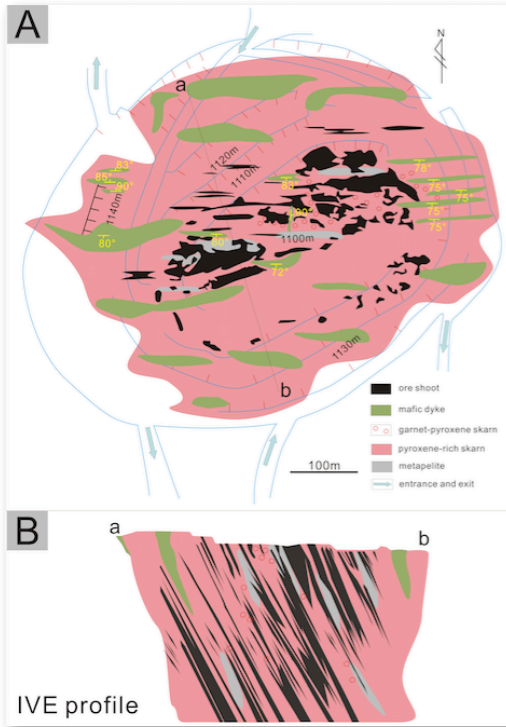 A
N
a
1120m
1110m
83°
85°
90°
1140m
80°
83°
78°
75°
75°
75°
75°
90°
60°
1100m
72°
1130m
b
ore shoot
mafic dyke
garnet-pyroxene skarn
pyroxene-rich skarn
metapelite
entrance and exit
100m
B
a
b
IVE profile